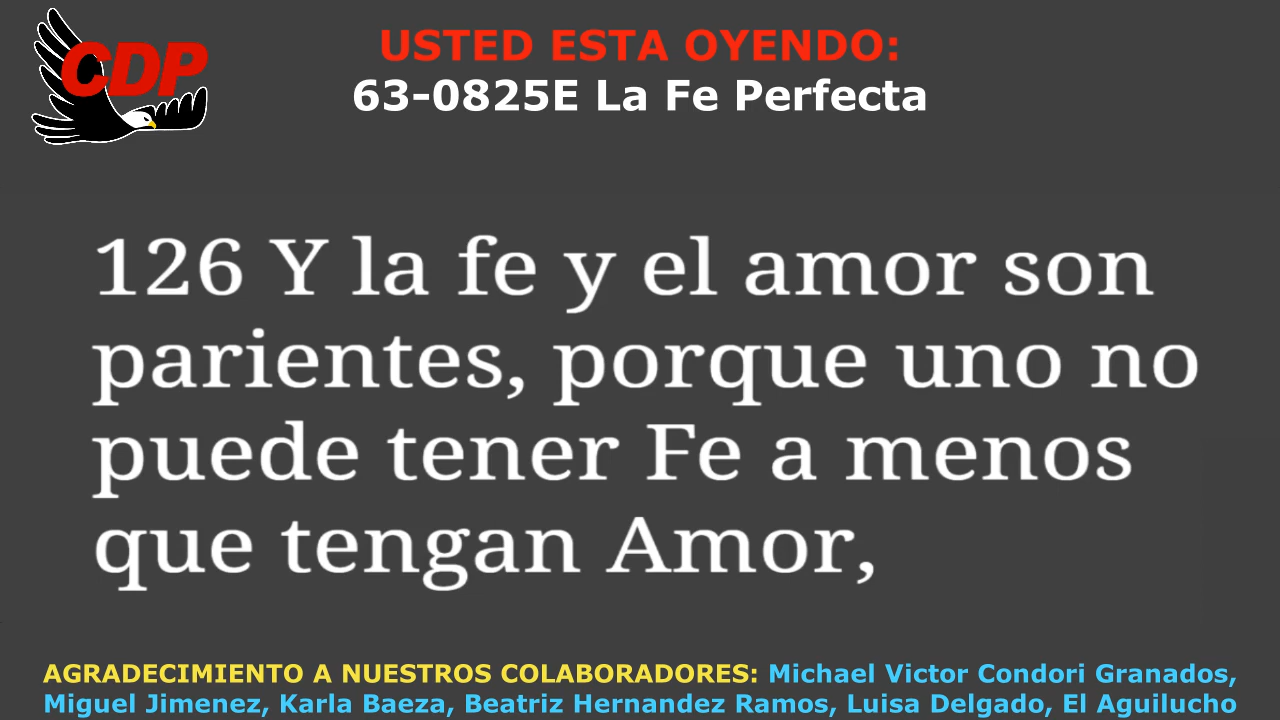 CDP
USTED ESTA OYENDO:
63-0825E La Fe Perfecta
126 Y la fe y el amor son
parientes, porque uno no
puede tener Fe a menos
que tengan Amor,
AGRADECIMIENTO A NUESTROS COLABORADORES: Michael Victor Condori Granados,
Miguel Jimenez, Karla Baeza, Beatriz Hernandez Ramos, Luisa Delgado, El Aguilucho